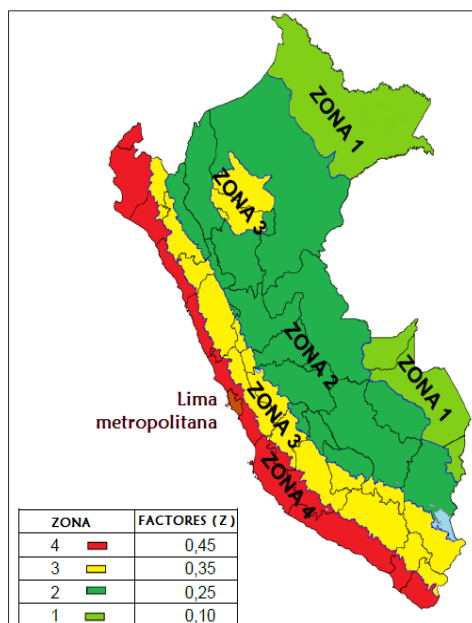 ZONA 1
ZONA 3
ZONA 2
ZONA 1
Lima
metropolitana
ZONA 3
ZONA 4
ZONA FACTORES ( Z )
4 0,45
3 0,35
2 0,25
1 0,10